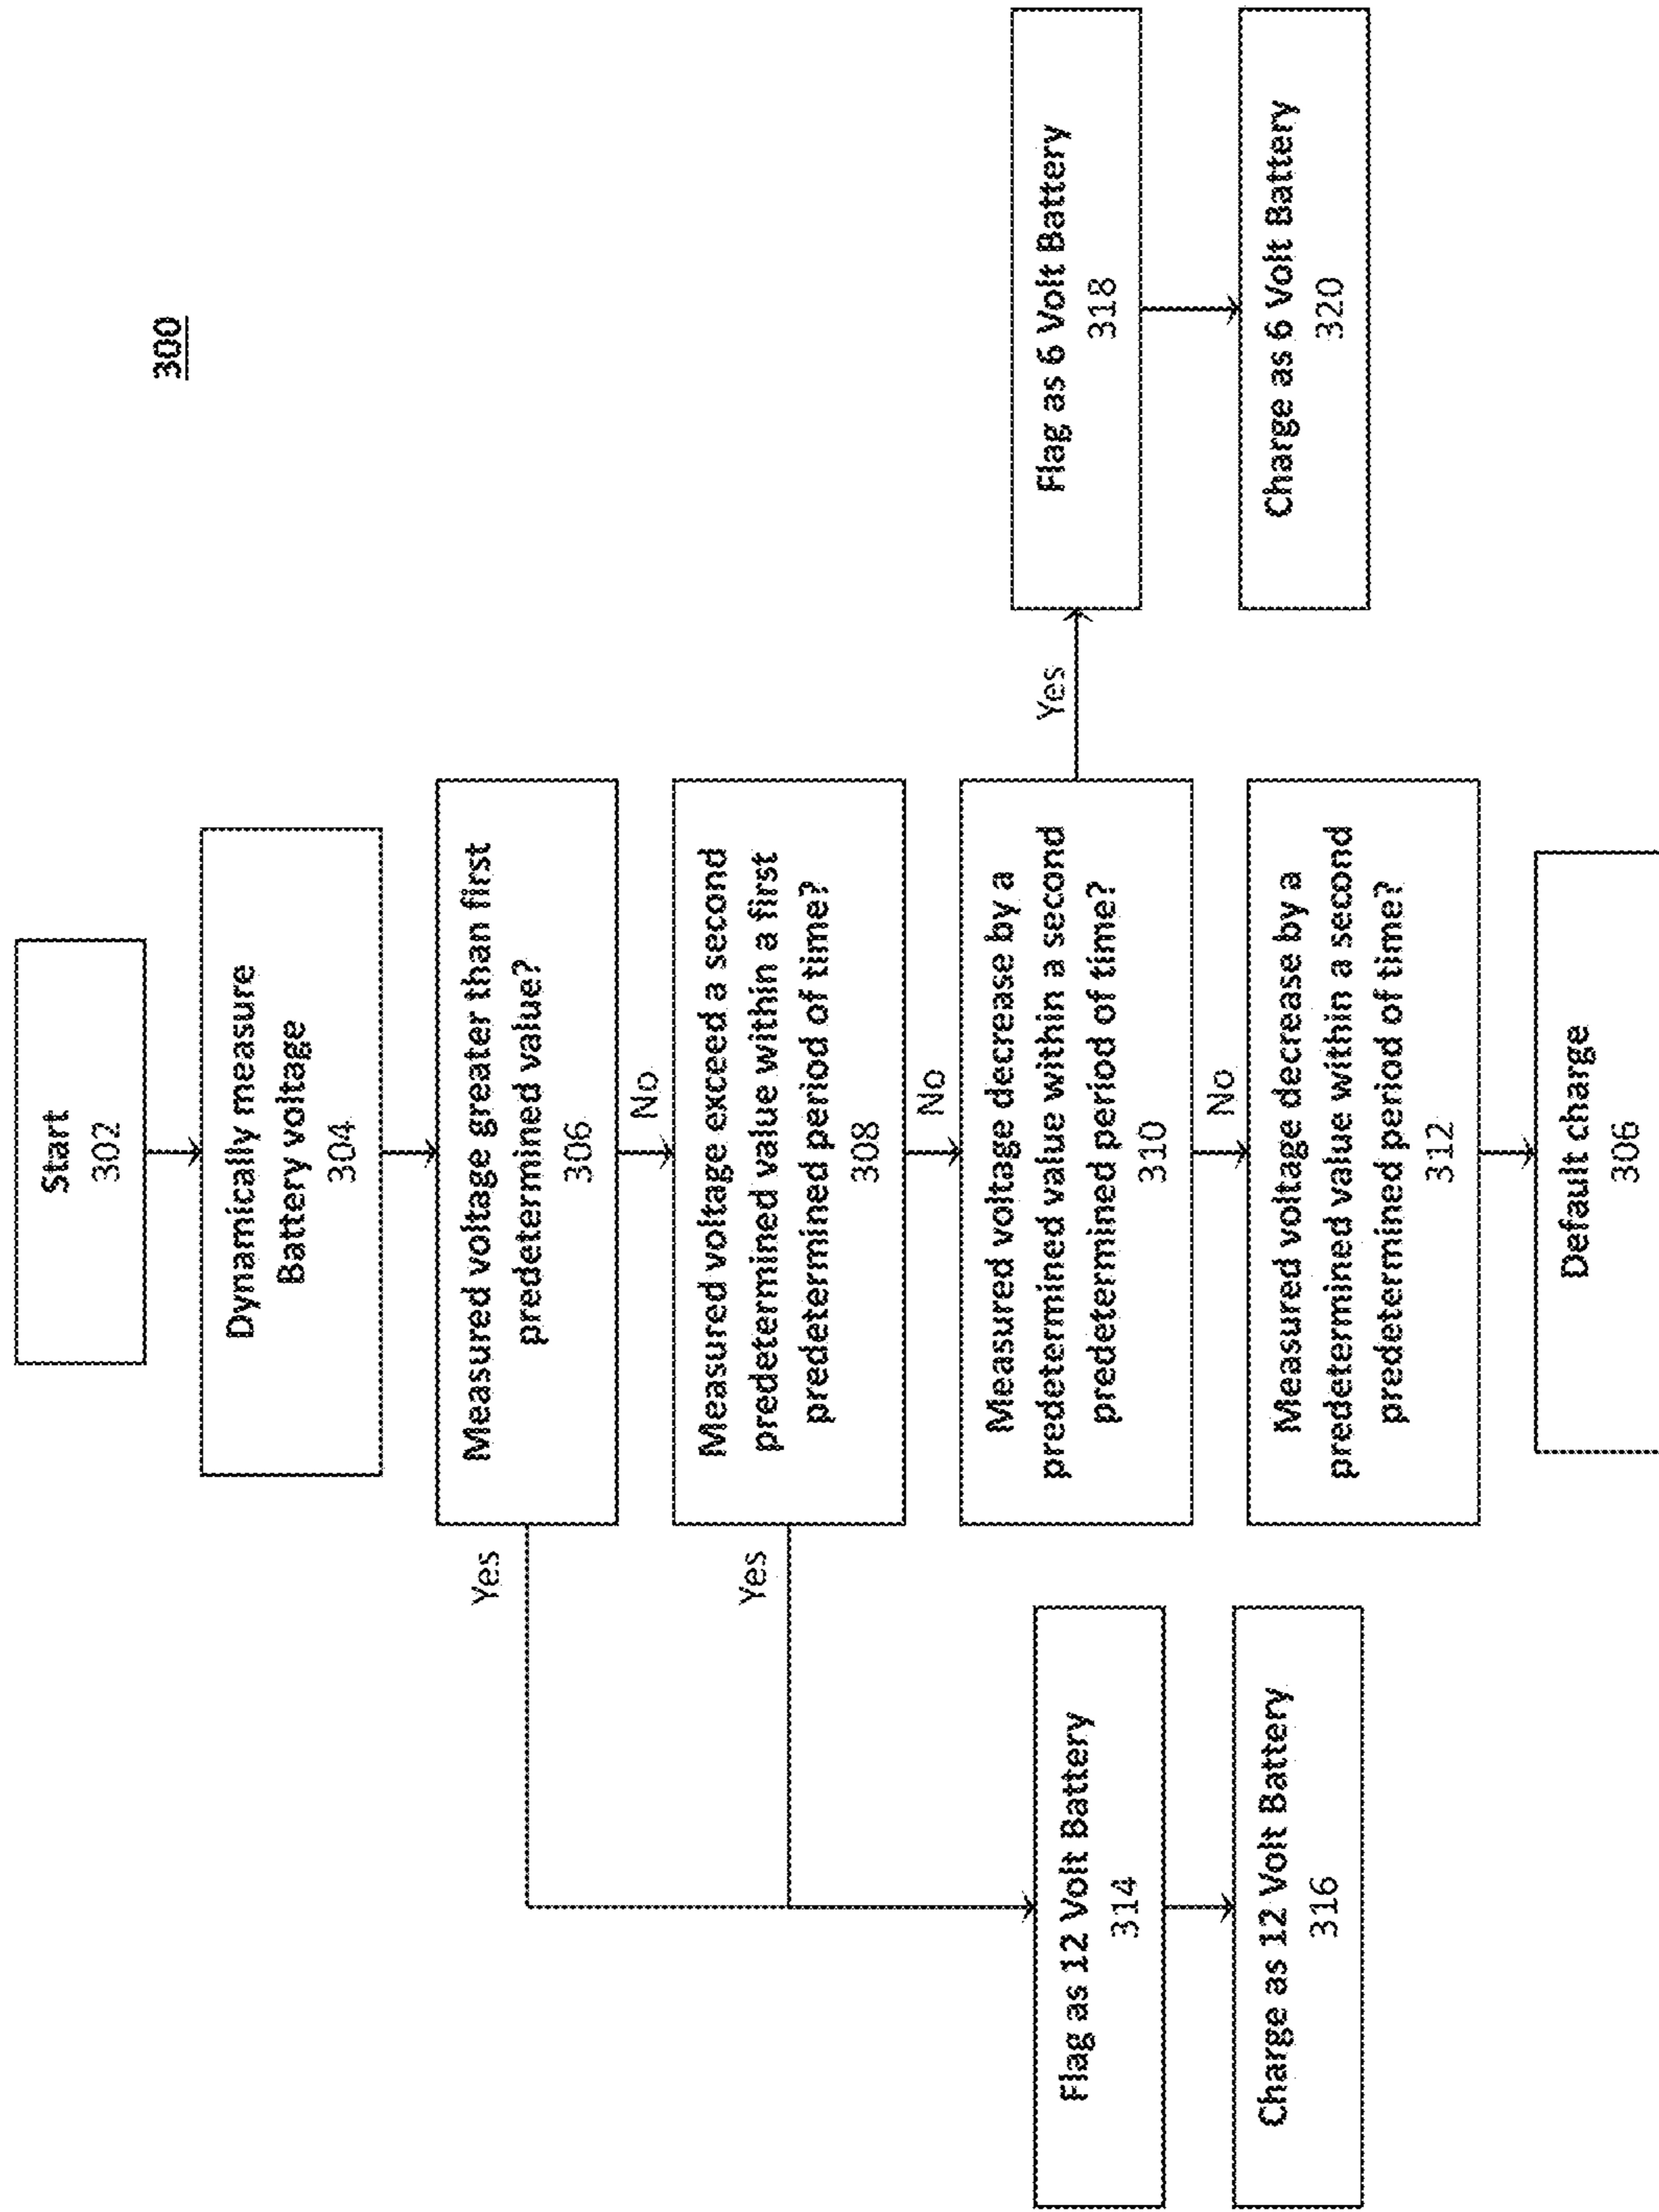 300
Start
302
Dynamically measure
Battery voltage
304
Measured voltage greater than first
predetermined value?
306
Yes
No
Measured voltage exceed a second
predetermined value within a first
predetermined period of time?
308
Yes
No
Measured voltage decrease by a
predetermined value within a second
predetermined period of time?
310
Yes
No
Measured voltage decrease by a
predetermined value within a second
predetermined period of time?
312
Default charge
306
Flag as 12 Volt Battery
314
Charge as 12 Volt Battery
316
Flag as 6 Volt Battery
318
Charge as 6 Volt Battery
320